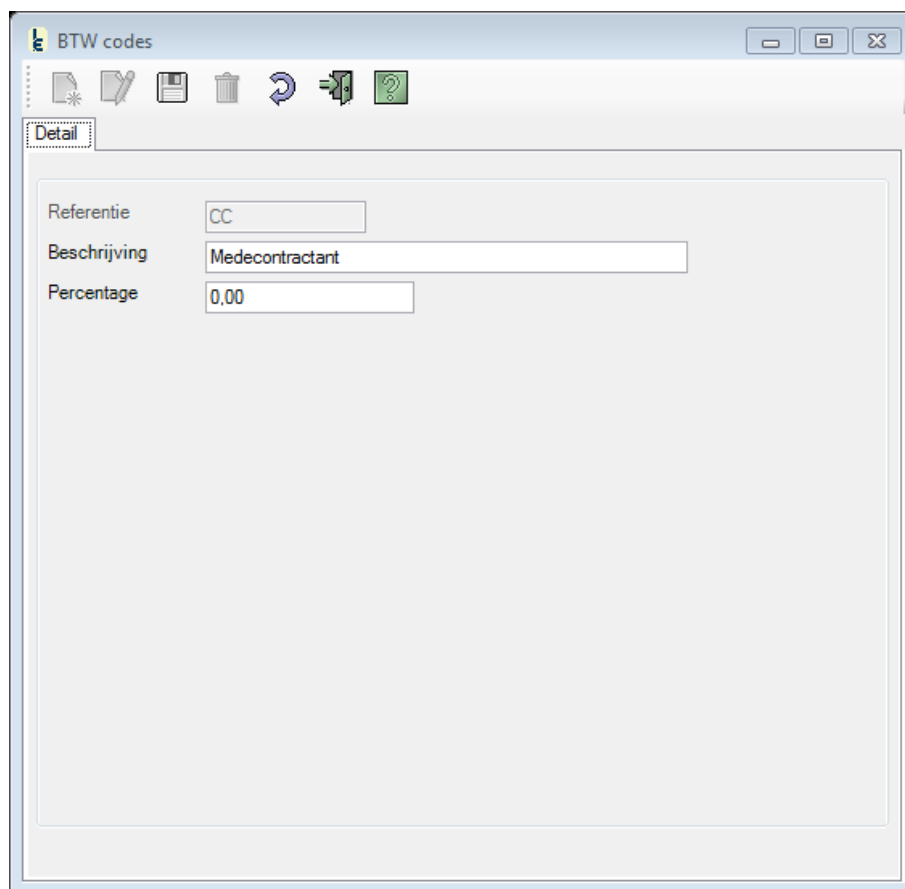 BTW codes
Detail
Referentie CC
Beschrijving Medecontractant
Percentage 0,00